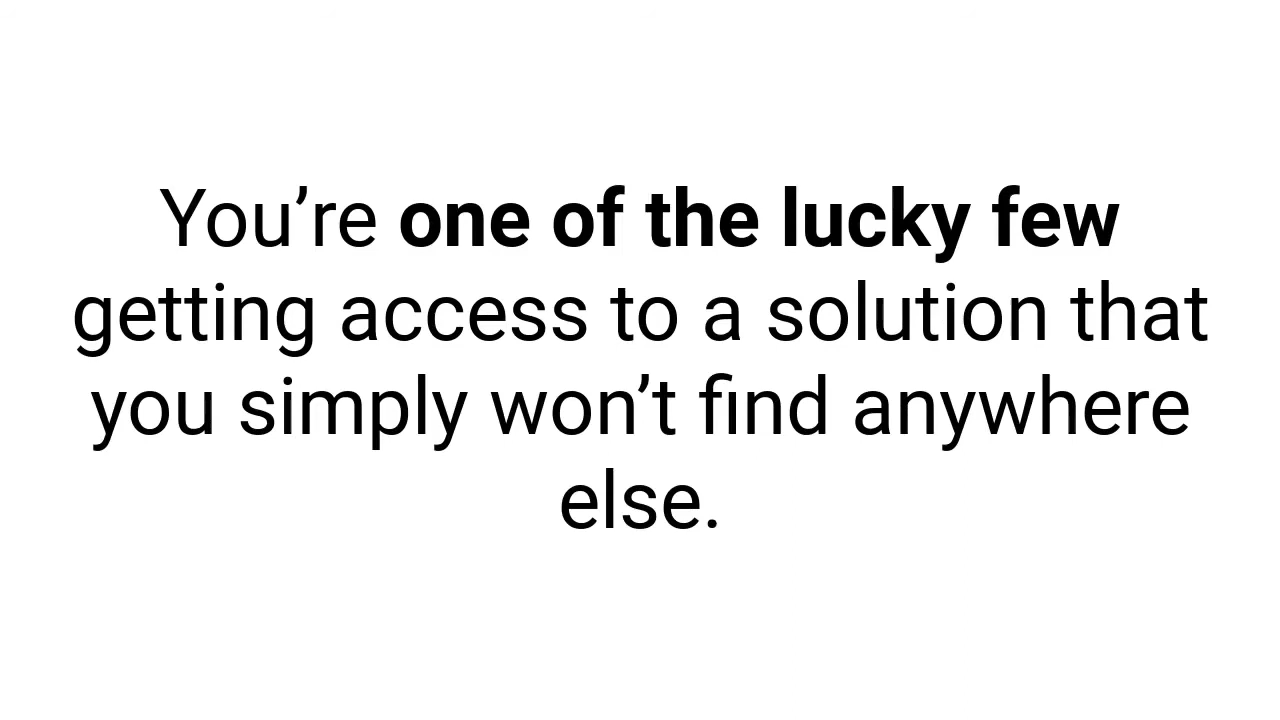 You’re one of the lucky few
getting access to a solution that
you simply won’t find anywhere
else.